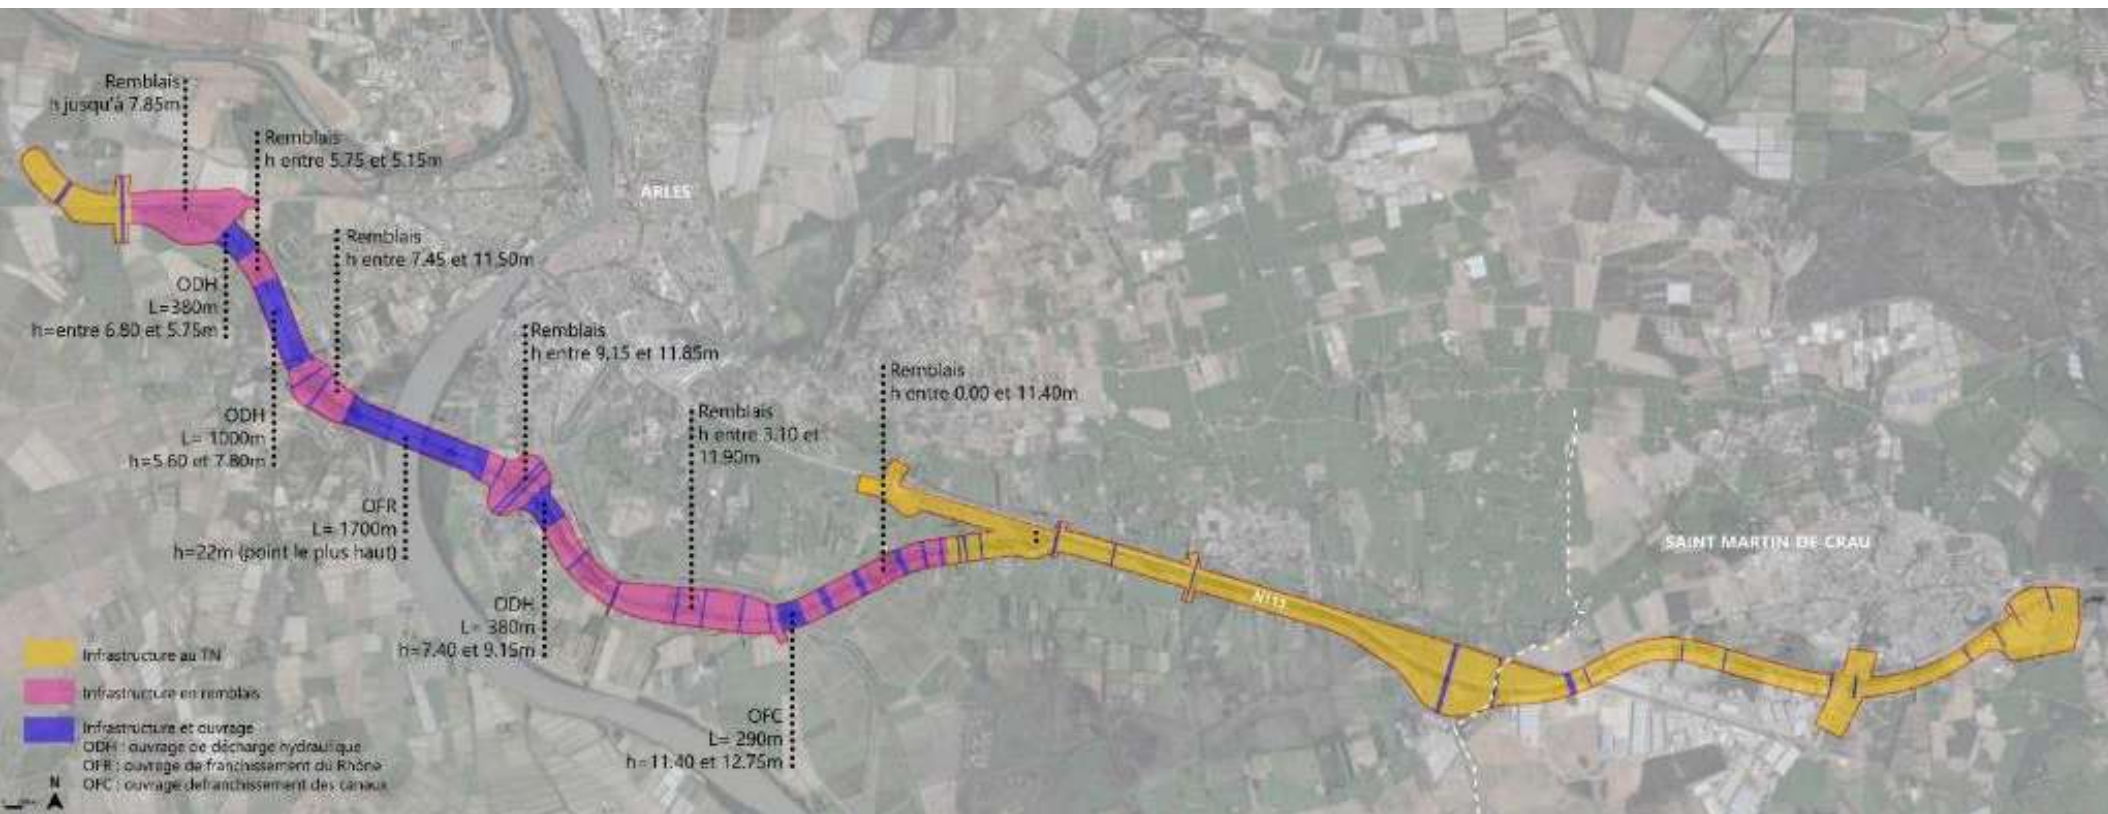 Remblais
h jusqu'à 7.85m
Remblais
h entre 5.75 et 5.15m
ARLES
Remblais
h entre 7.45 et 11.50m
ODH
L=380m
h=entre 6.80 et 5.75m
Remblais
h entre 9.15 et 11.85m
Remblais
h entre 0.00 et 11.40m
ODH
L= 1000m
h=5.60 et 7.80m
Remblais
h entre 3.10 et
11.90m
OFR
L= 1700m
h=22m (point le plus haut)
SAINT MARTIN DE CRAU
N113
ODH
L= 380m
h=7.40 et 9.15m
OFC
L= 290m
h=11.40 et 12.75m
Infrastructure au TN
Infrastructure en remblais
Infrastructure et ouvrage
ODH : ouvrage de décharge hydraulique
OFR : ouvrage de franchissement du Rhône
OFC : ouvrage defranchissement des canaux
N